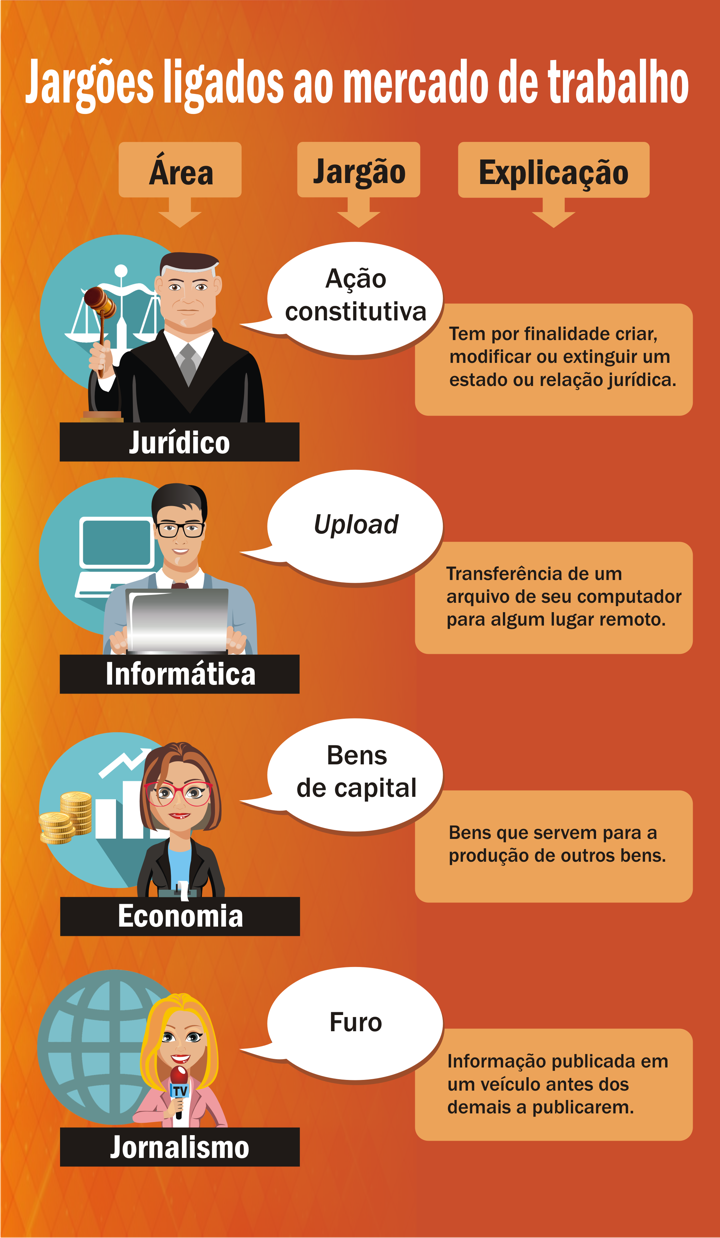 Jargões ligados ao mercado de trabalho
Área
Jargão
Explicação
Ação
constitutiva
Tem por finalidade criar,
modificar ou extinguir um
estado ou relação jurídica.
Jurídico
Upload
Transferência de um
arquivo de seu computador
para algum lugar remoto.
Informática
Bens
de capital
Bens que servem para a
produção de outros bens.
Economia
Furo
Informação publicada em
um veículo antes dos
demais a publicarem.
TV
Jornalismo